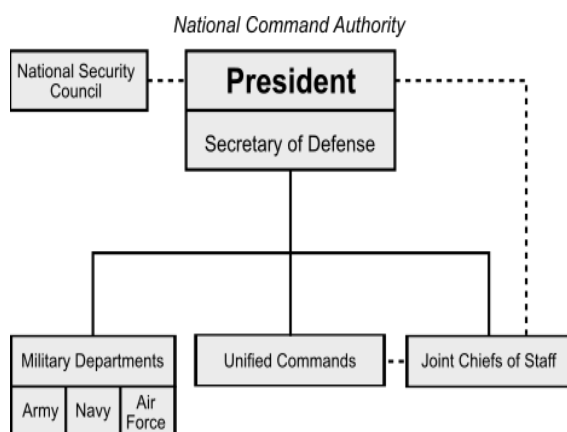 National Command Authority
National Security
Council
President
Secretary of Defense
Military Departments
Army
Navy
Air
Force
Unified Commands
Joint Chiefs of Staff